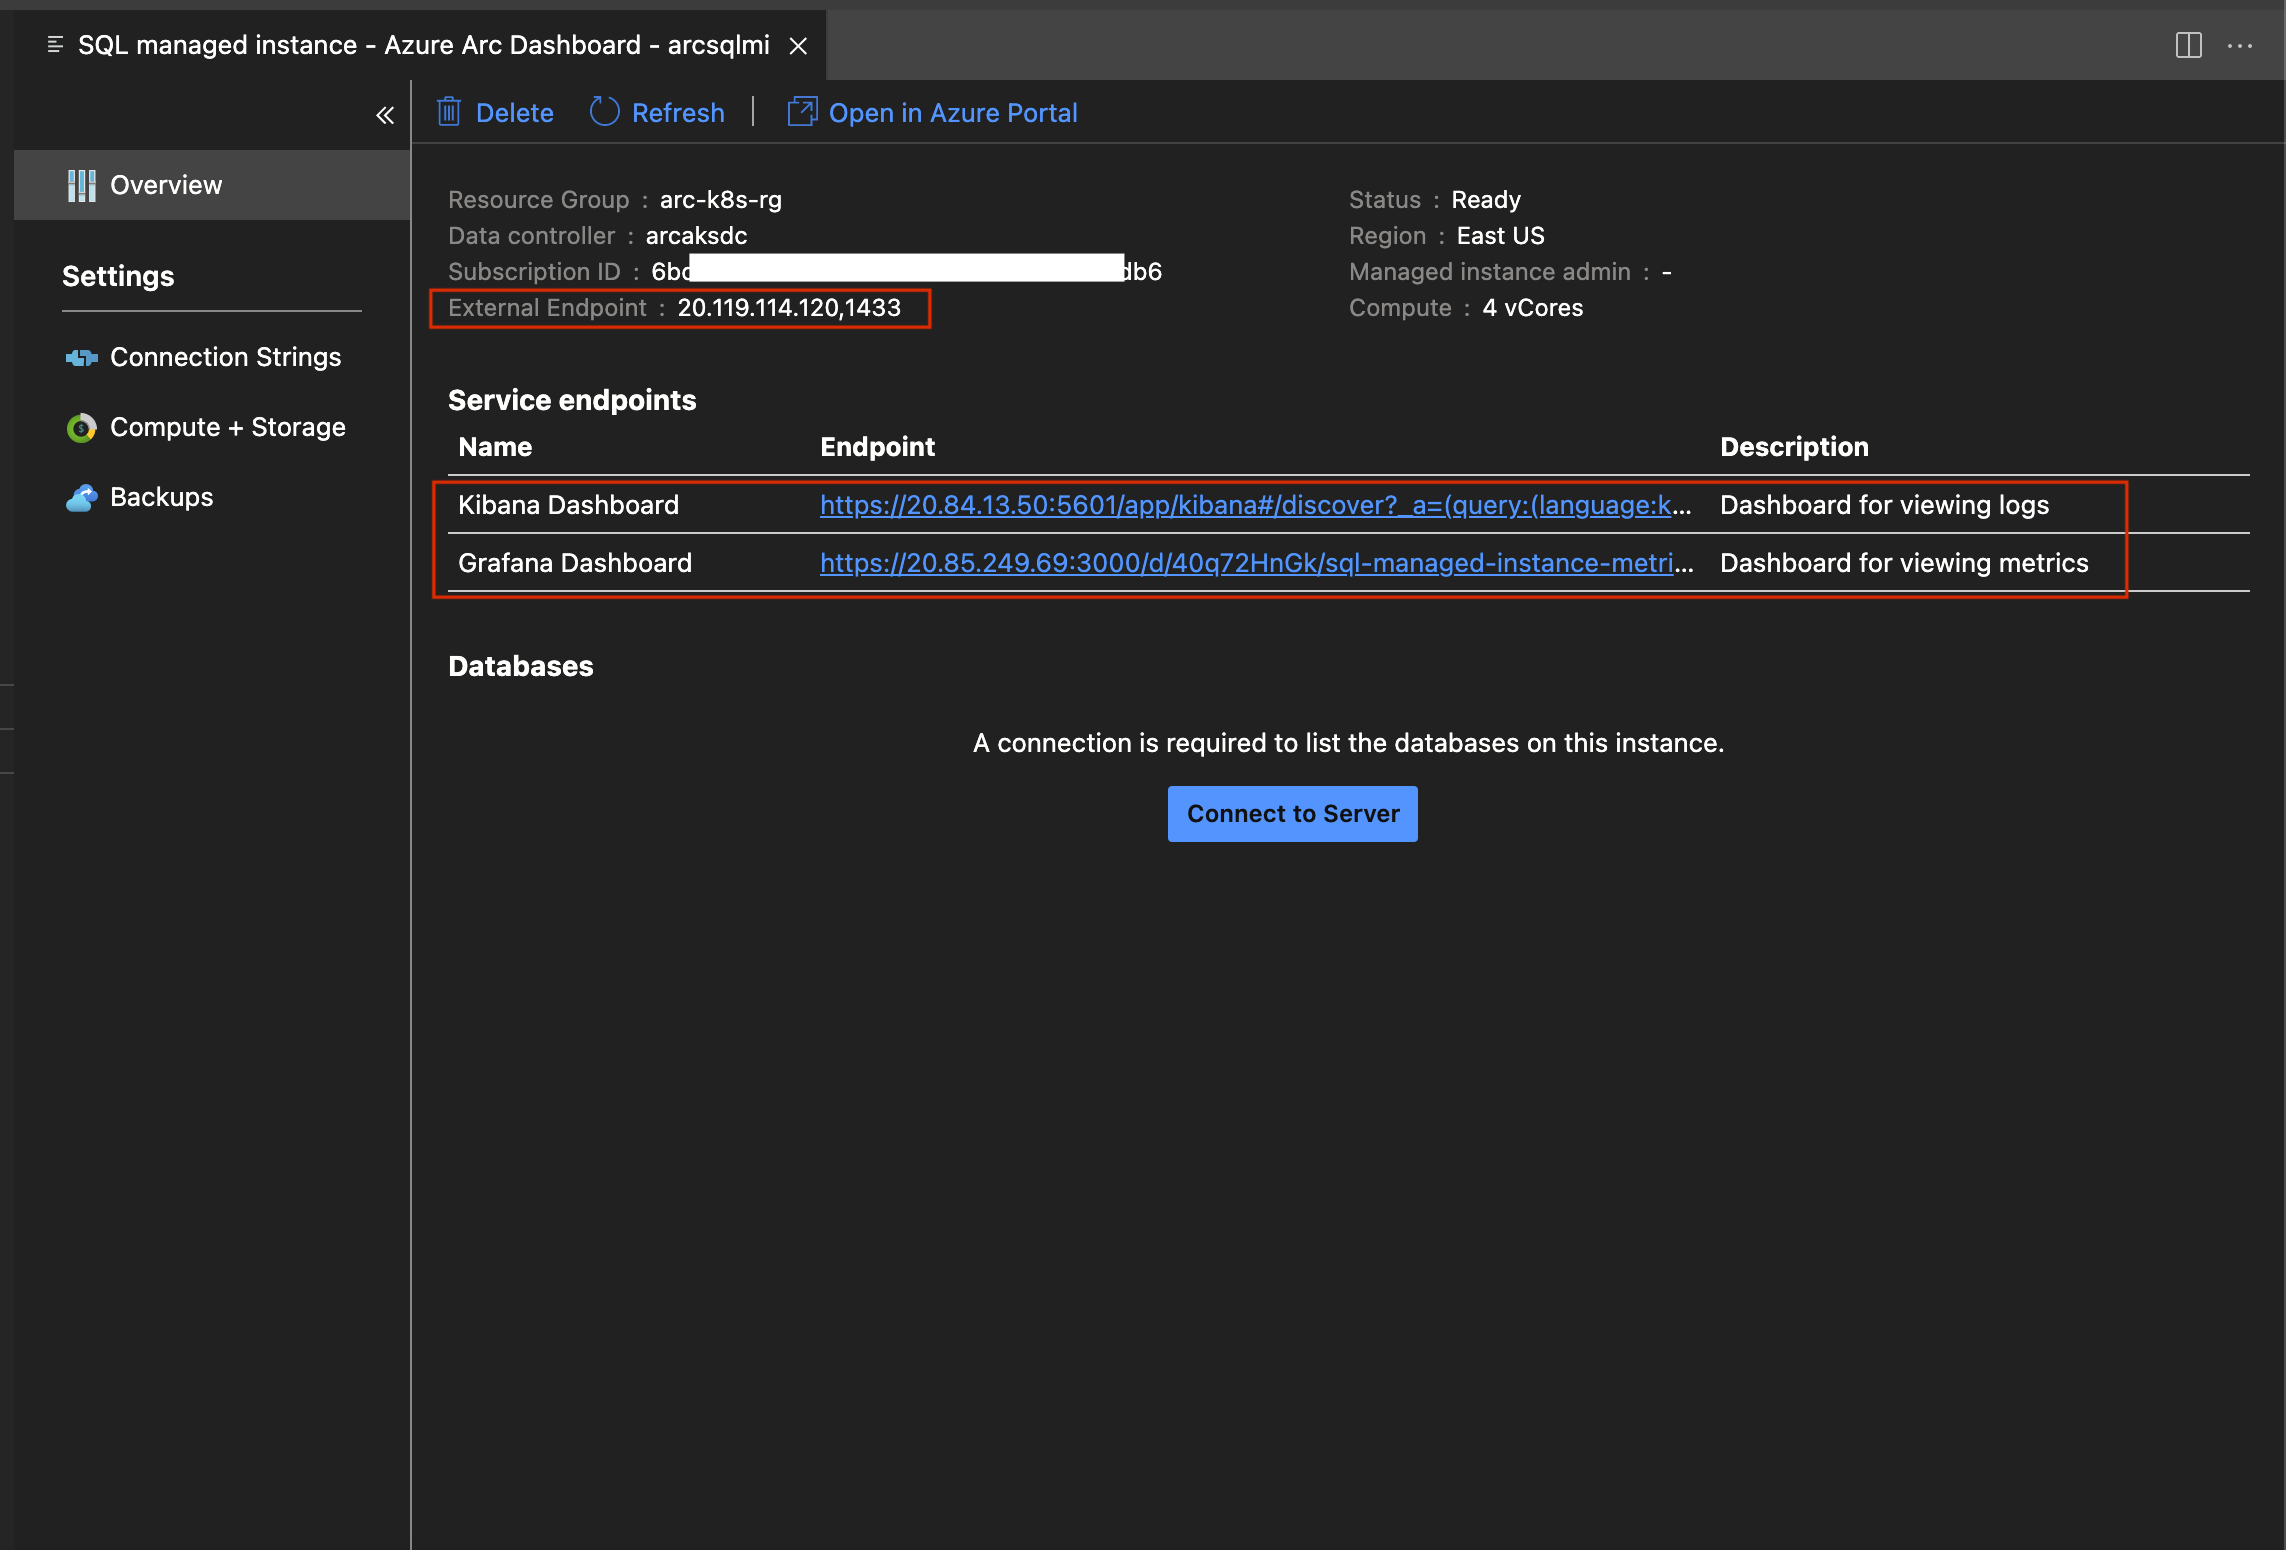 SQL managed instance - Azure Arc Dashboard - arcsqlmi
Delete Refresh Open in Azure Portal
Overview
Settings
Connection Strings
Compute + Storage
Backups
Resource Group : arc-k8s-rg
Data controller : arcaksdc
Subscription ID : 6b db6
External Endpoint : 20.119.114.120,1433
Status : Ready
Region : East US
Managed instance admin : -
Compute : 4 vCores
Service endpoints
Name Endpoint Description
Kibana Dashboard https://20.84.13.50:5601/app/kibana#/discover?_a=(query:(language:k... Dashboard for viewing logs
Grafana Dashboard https://20.85.249.69:3000/d/40q72HnGk/sql-managed-instance-metri... Dashboard for viewing metrics
Databases
A connection is required to list the databases on this instance.
Connect to Server